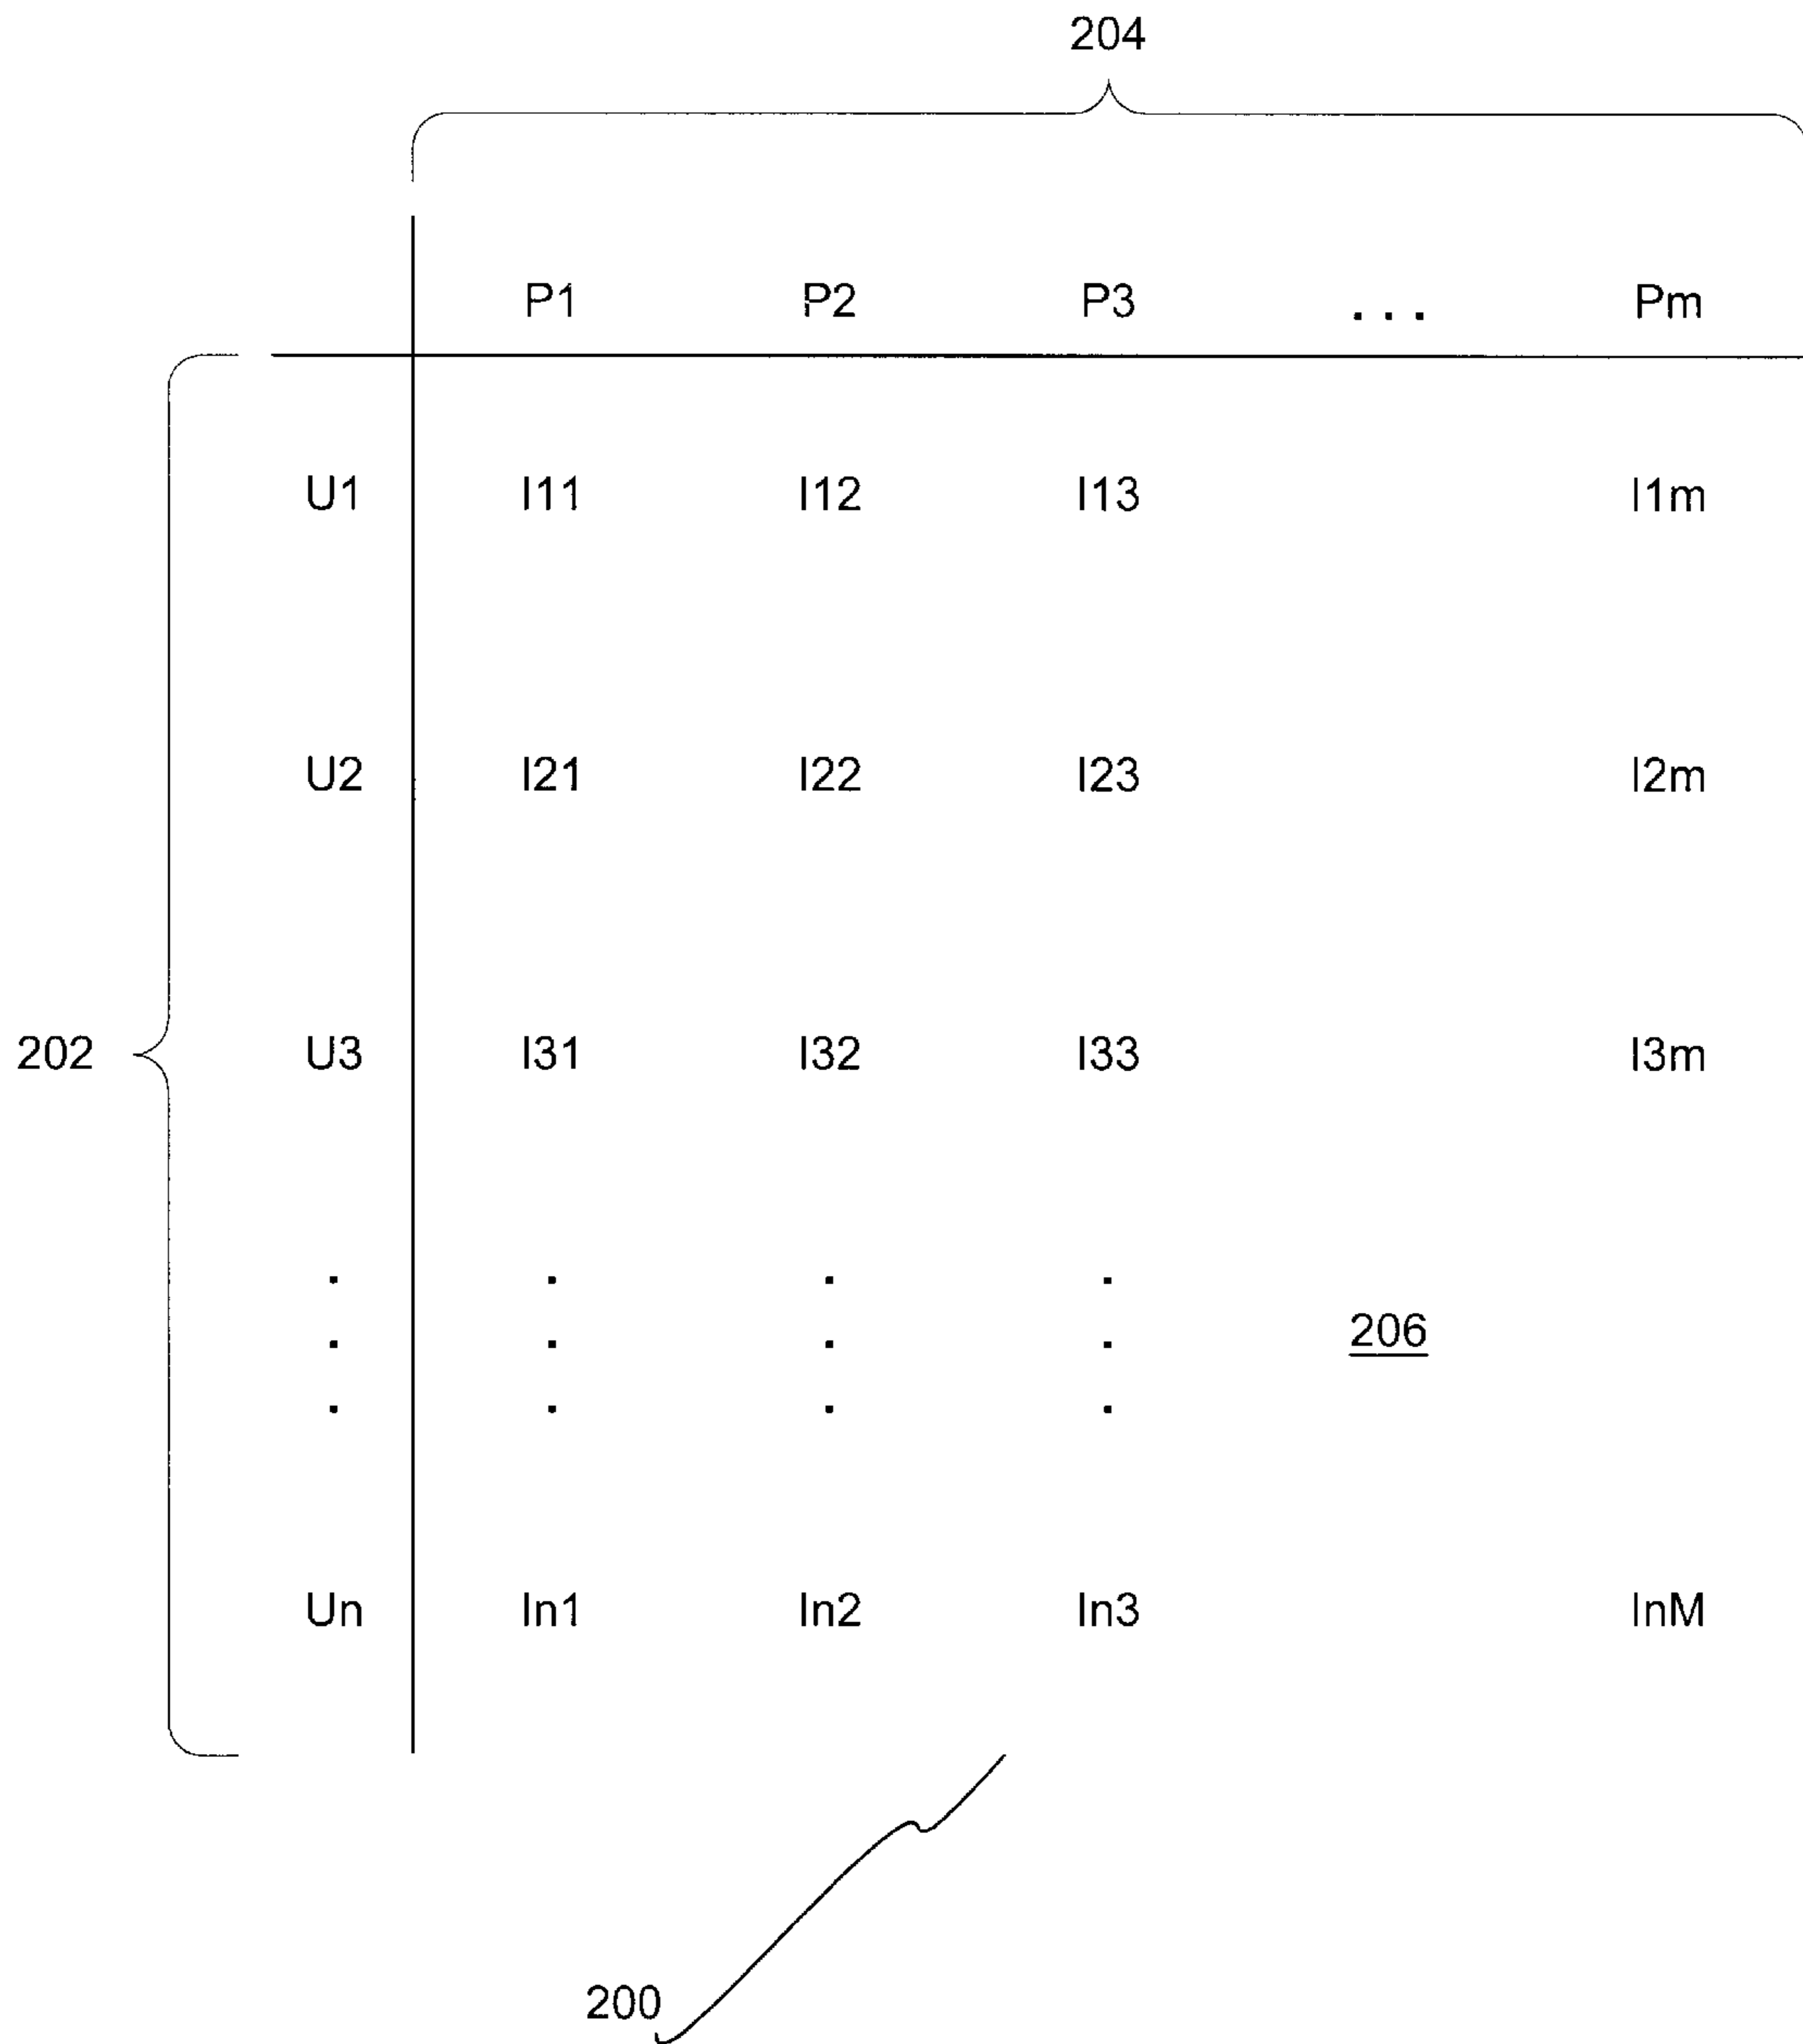 204
P1 P2 P3 . . . Pm
U1 I11 I12 I13 I1m
U2 I21 I22 I23 I2m
202 U3 I31 I32 I33 I3m
. . . .
. . . . 206
. . . .
Un In1 In2 In3 InM
200